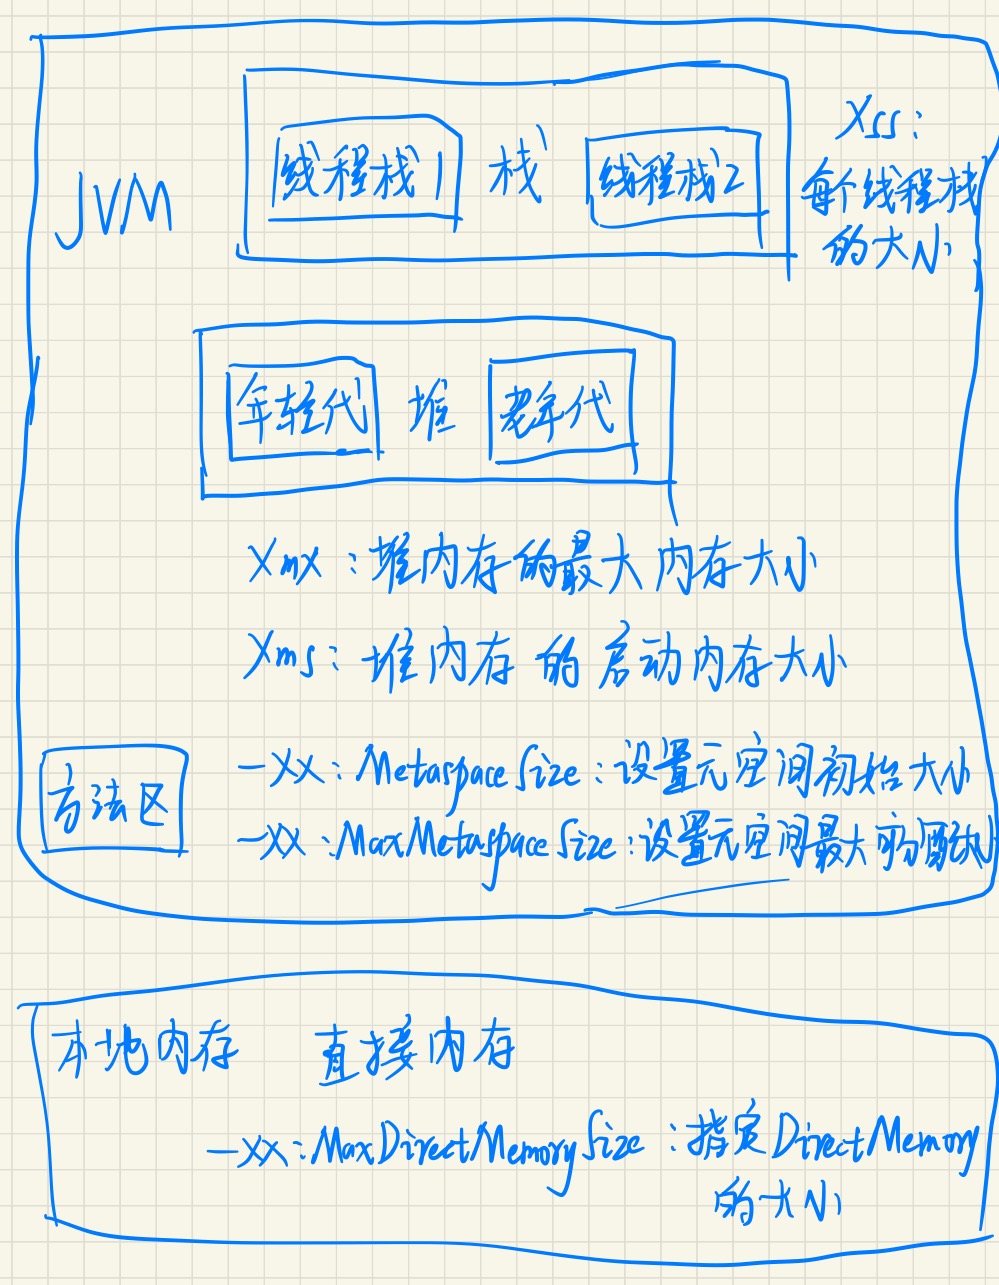 JVM
线程栈1 栈 线程栈2
Xss:
每个线程栈
的大小
年轻代 堆 老年代
Xmx:堆内存的最大内存大小
Xms:堆内存的启动内存大小
方法区
-XX:MetaspaceSize:设置元空间初始大小
-XX:MaxMetaspaceSize:设置元空间最大可分配大小
本地内存 直接内存
-XX:MaxDirectMemorySize:指定DirectMemory
的大小